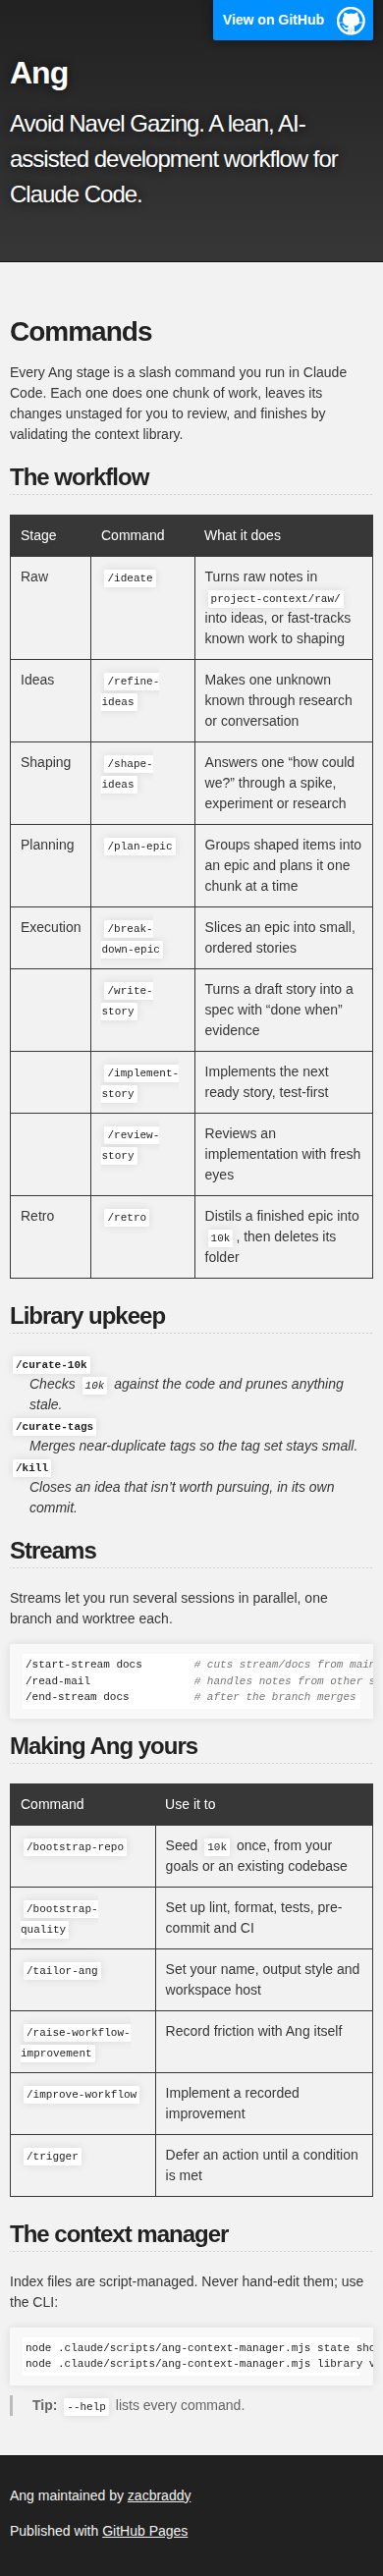 View on GitHub
Ang
Avoid Navel Gazing. A lean, AI-
assisted development workflow for
Claude Code.
Commands
Every Ang stage is a slash command you run in Claude
Code. Each one does one chunk of work, leaves its
changes unstaged for you to review, and finishes by
validating the context library.
The workflow
Stage Command What it does
Raw /ideate Turns raw notes in
project-context/raw/
into ideas, or fast-tracks
known work to shaping
Ideas /refine- Makes one unknown
ideas known through research
or conversation
Shaping /shape- Answers one “how could
ideas we?” through a spike,
experiment or research
Planning /plan-epic Groups shaped items into
an epic and plans it one
chunk at a time
Execution /break- Slices an epic into small,
down-epic ordered stories
/write- Turns a draft story into a
story spec with “done when”
evidence
/implement- Implements the next
story ready story, test-first
/review- Reviews an
story implementation with fresh
eyes
Retro /retro Distils a finished epic into
10k , then deletes its
folder
Library upkeep
/curate-10k
Checks 10k against the code and prunes anything
stale.
/curate-tags
Merges near-duplicate tags so the tag set stays small.
/kill
Closes an idea that isn’t worth pursuing, in its own
commit.
Streams
Streams let you run several sessions in parallel, one
branch and worktree each.
/start-stream docs # cuts stream/docs from main
/read-mail # handles notes from other s
/end-stream docs # after the branch merges
Making Ang yours
Command Use it to
/bootstrap-repo Seed 10k once, from your
goals or an existing codebase
/bootstrap- Set up lint, format, tests, pre-
quality commit and CI
/tailor-ang Set your name, output style and
workspace host
/raise-workflow- Record friction with Ang itself
improvement
/improve-workflow Implement a recorded
improvement
/trigger Defer an action until a condition
is met
The context manager
Index files are script-managed. Never hand-edit them; use
the CLI:
node .claude/scripts/ang-context-manager.mjs state sho
node .claude/scripts/ang-context-manager.mjs library v
Tip: --help lists every command.
Ang maintained by zacbraddy
Published with GitHub Pages